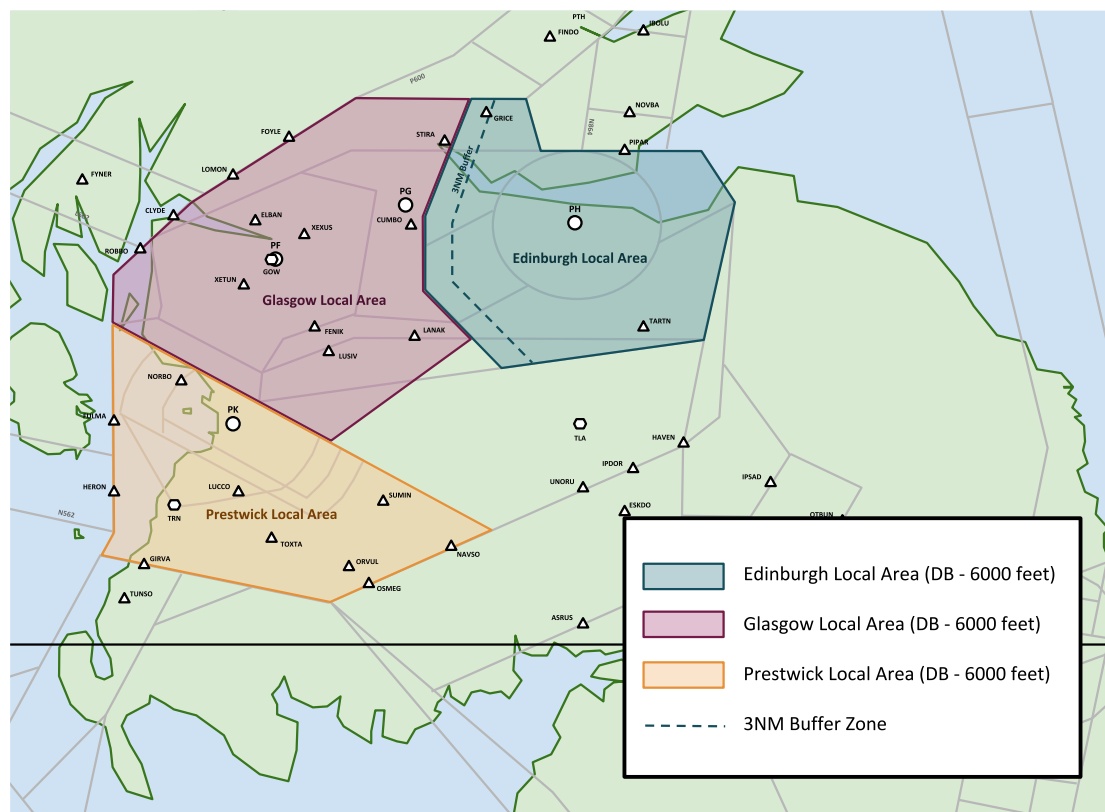 PTH
FINDO
IBOLU
P600
NOVBA
GRICE
N864
FOYLE
STIRA
PIPAR
3NM Buffer
LOMON
FYNER
PG
CLYDE
ELBAN
CUMBO
PH
XEXUS
ROBBO
PF
GOW
Edinburgh Local Area
XETUN
Glasgow Local Area
FENIK
LANAK
TARTN
LUSIV
NORBO
PK
FULMA
TLA
HAVEN
IPDOR
HERON
LUCCO
SUMIN
UNORU
IPSAD
N562
TRN
Prestwick Local Area
ESKDO
OTBUN
TOXTA
NAVSO
GIRVA
ORVUL
OSMEG
TUNSO
ASRUS
Edinburgh Local Area (DB - 6000 feet)
Glasgow Local Area (DB - 6000 feet)
Prestwick Local Area (DB - 6000 feet)
3NM Buffer Zone